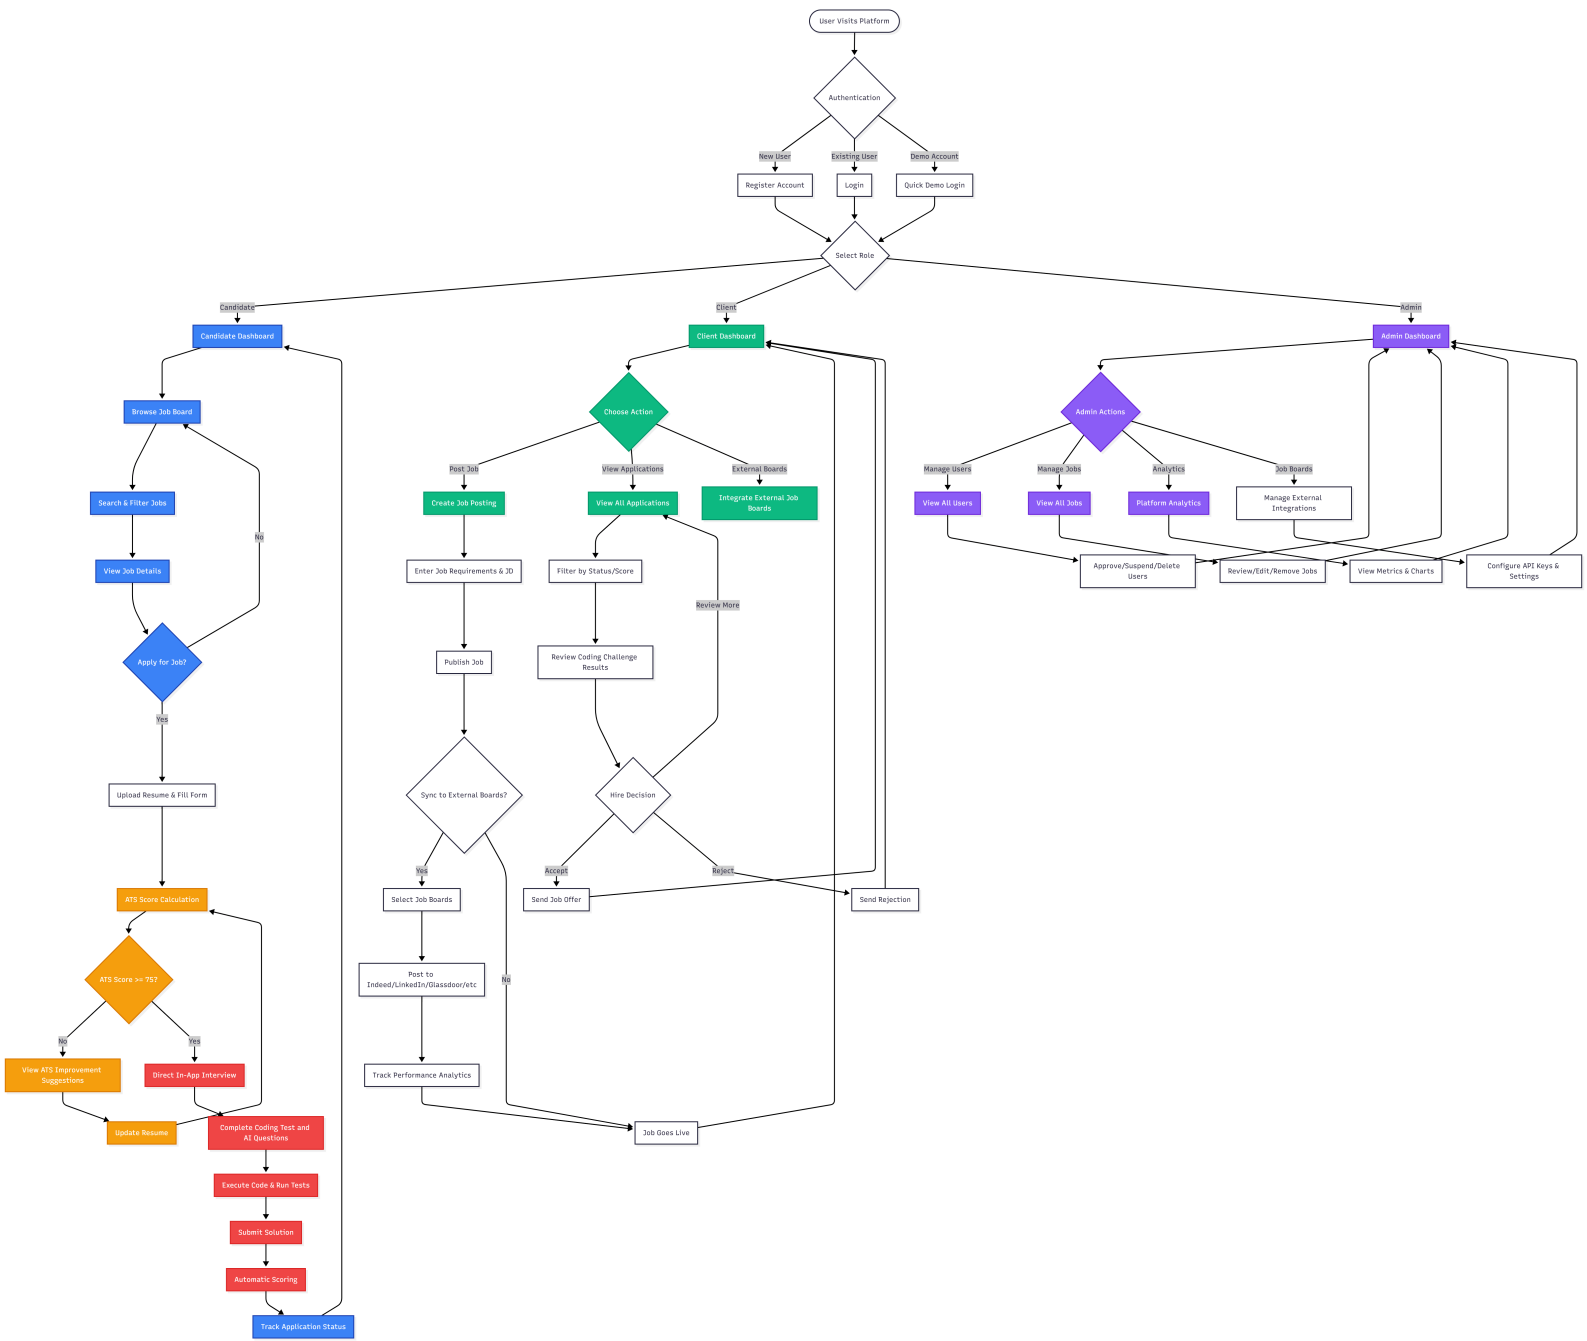 User Visits Platform
Authentication
New User
Existing User
Demo Account
Register Account
Login
Quick Demo Login
Select Role
Candidate
Client
Admin
Candidate Dashboard
Client Dashboard
Admin Dashboard
Browse Job Board
Choose Action
Admin Actions
Post Job
View Applications
External Boards
Manage Users
Manage Jobs
Analytics
Job Boards
Search & Filter Jobs
Create Job Posting
View All Applications
Integrate External Job
Boards
View All Users
View All Jobs
Platform Analytics
Manage External
Integrations
No
View Job Details
Enter Job Requirements & JD
Filter by Status/Score
Approve/Suspend/Delete
Users
Review/Edit/Remove Jobs
View Metrics & Charts
Configure API Keys &
Settings
Review More
Apply for Job?
Publish Job
Review Coding Challenge
Results
Yes
Upload Resume & Fill Form
Sync to External Boards?
Hire Decision
Yes
Accept
Reject
ATS Score Calculation
Select Job Boards
Send Job Offer
Send Rejection
ATS Score >= 75?
Post to
Indeed/LinkedIn/Glassdoor/etc
No
No
Yes
View ATS Improvement
Suggestions
Direct In-App Interview
Track Performance Analytics
Update Resume
Complete Coding Test and
AI Questions
Job Goes Live
Execute Code & Run Tests
Submit Solution
Automatic Scoring
Track Application Status